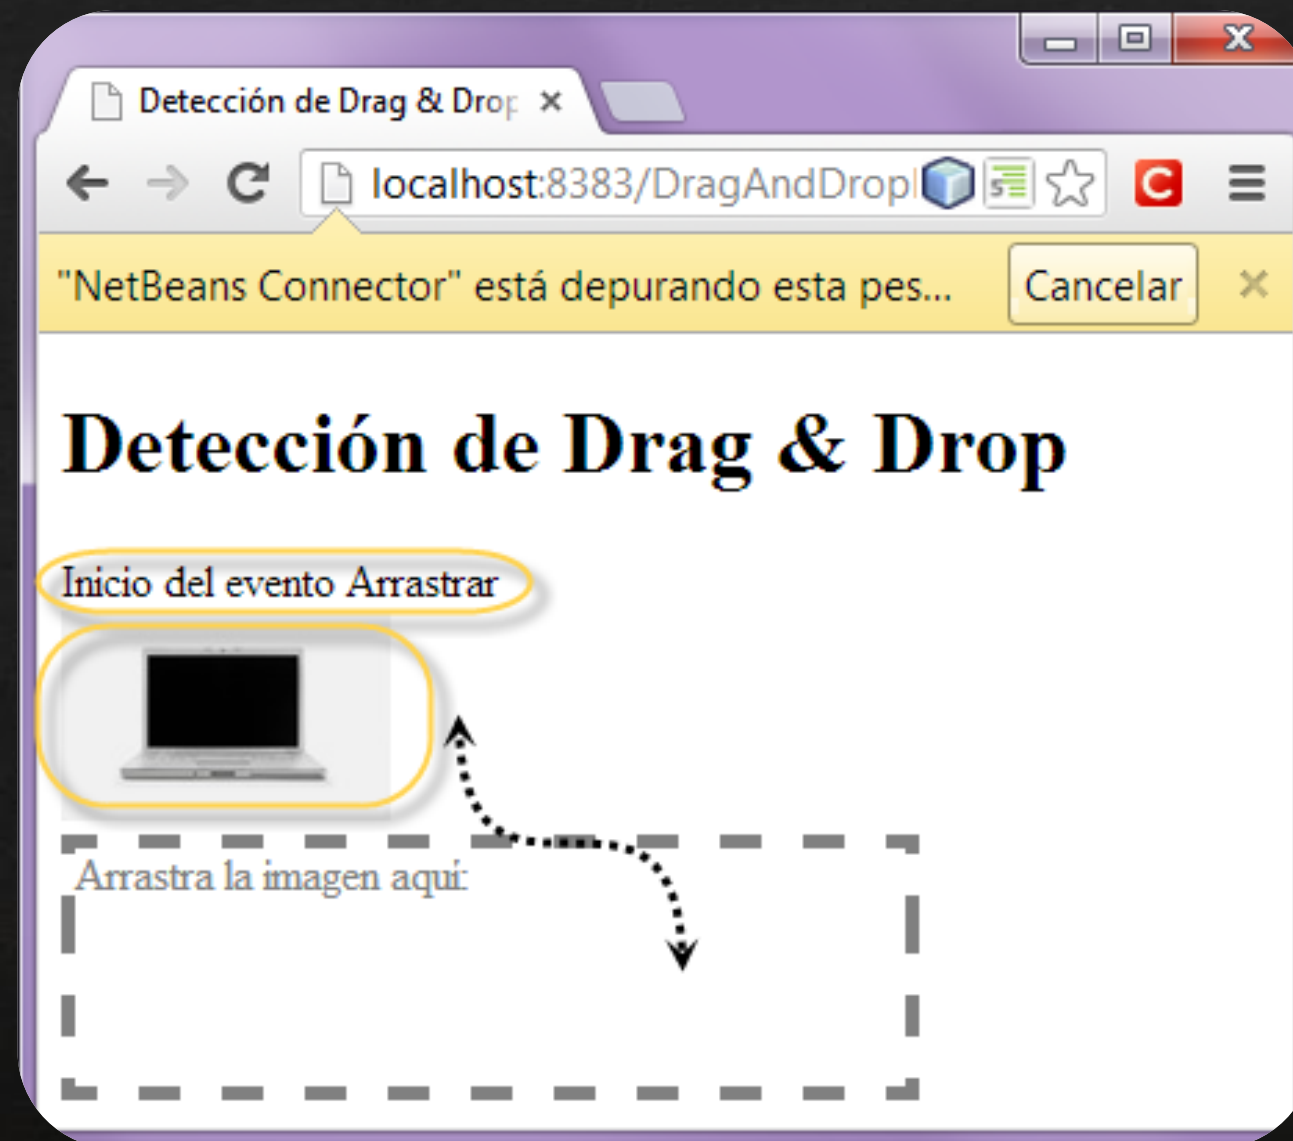 Detección de Drag & Drop
localhost:8383/DragAndDrop
"NetBeans Connector" está depurando esta pes... Cancelar
Detección de Drag & Drop
Inicio del evento Arrastrar
Arrastra la imagen aquí: